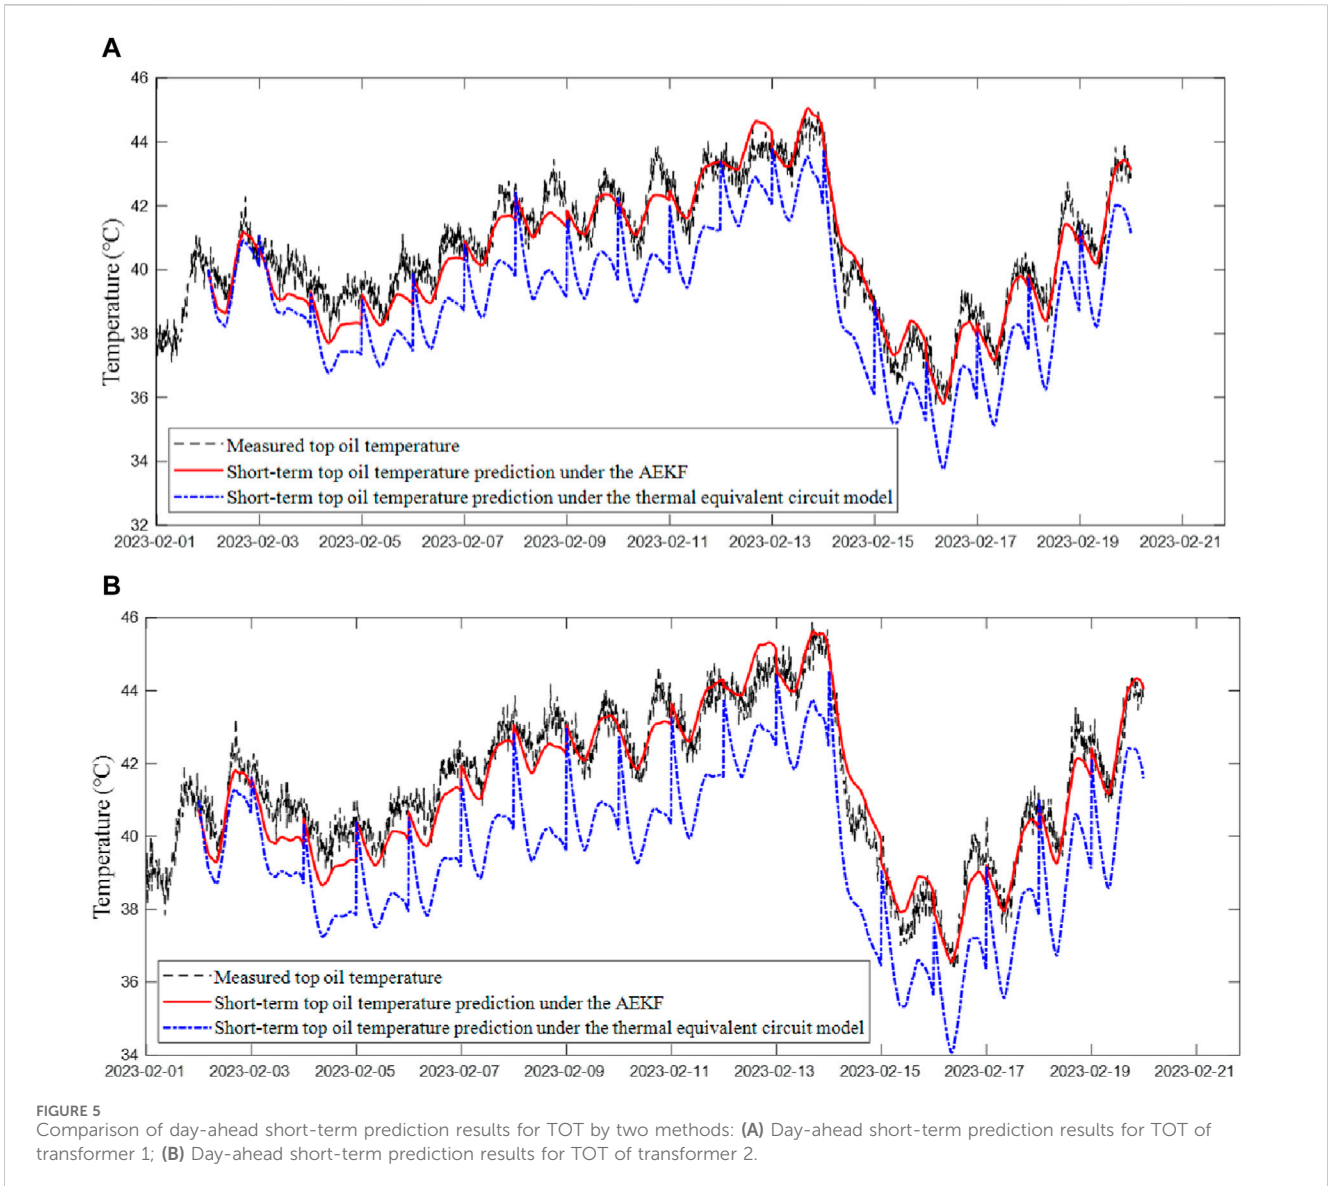 A
46
44
42
40
38
36
34
32
Temperature (°C)
Measured top oil temperature
Short-term top oil temperature prediction under the AEKF
Short-term top oil temperature prediction under the thermal equivalent circuit model
2023-02-01 2023-02-03 2023-02-05 2023-02-07 2023-02-09 2023-02-11 2023-02-13 2023-02-15 2023-02-17 2023-02-19 2023-02-21
B
46
44
42
40
38
36
34
Temperature (°C)
Measured top oil temperature
Short-term top oil temperature prediction under the AEKF
Short-term top oil temperature prediction under the thermal equivalent circuit model
2023-02-01 2023-02-03 2023-02-05 2023-02-07 2023-02-09 2023-02-11 2023-02-13 2023-02-15 2023-02-17 2023-02-19 2023-02-21
FIGURE 5
Comparison of day-ahead short-term prediction results for TOT by two methods: (A) Day-ahead short-term prediction results for TOT of
transformer 1; (B) Day-ahead short-term prediction results for TOT of transformer 2.